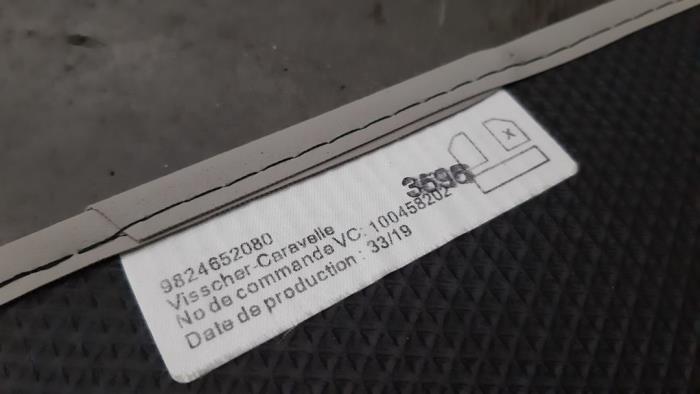 9824652080
Visscher-Caravelle
No de commande VC: 100458202
Date de production : 33/19
3596
X